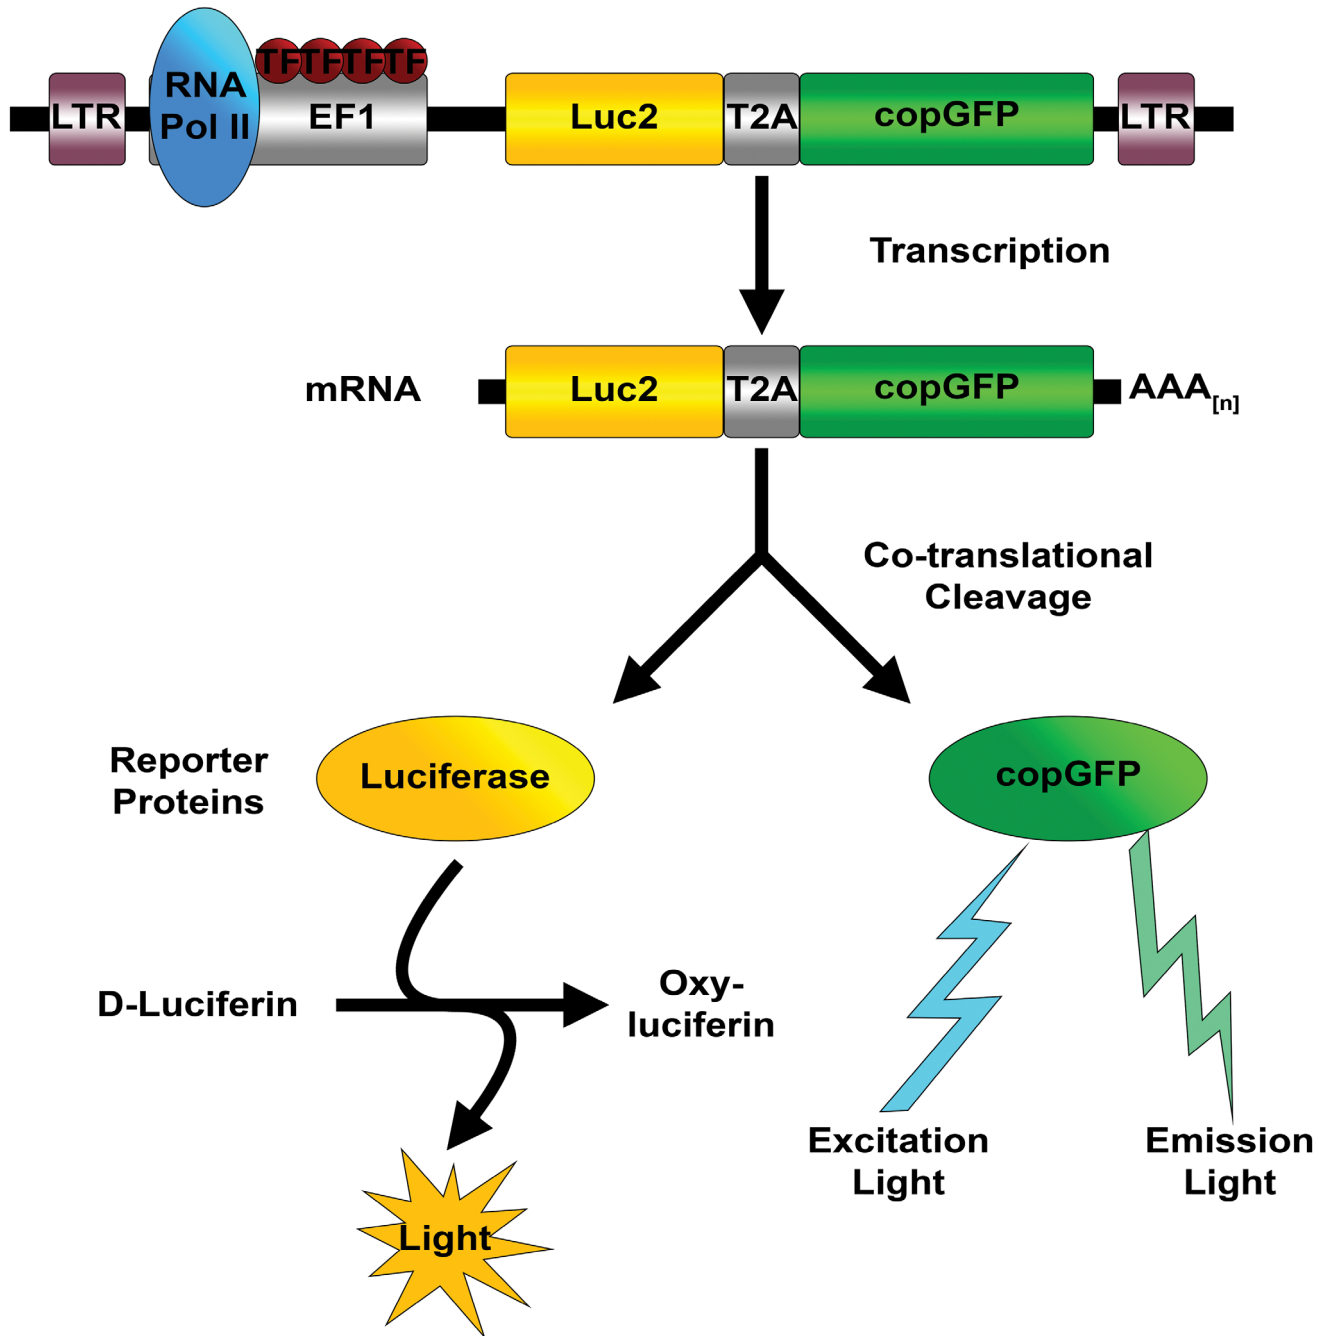 TF TF TF TF
RNA
Pol II
LTR
EF1
Luc2
T2A
copGFP
LTR
Transcription
mRNA
Luc2
T2A
copGFP
AAA[n]
Co-translational
Cleavage
Reporter
Proteins
Luciferase
copGFP
D-Luciferin
Oxy-
luciferin
Light
Excitation
Light
Emission
Light